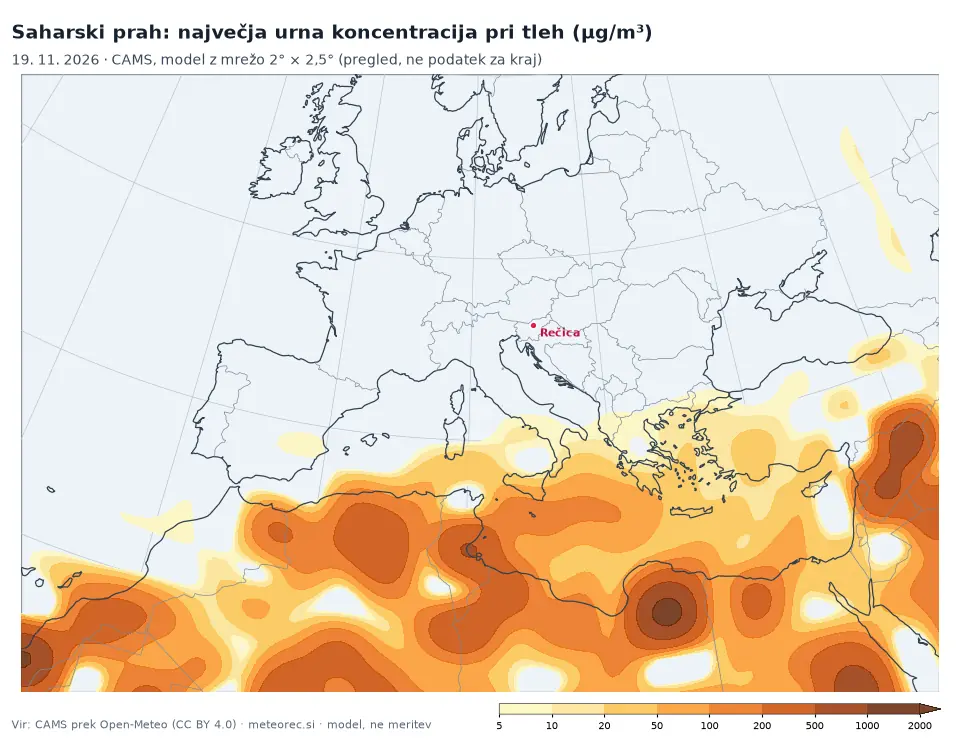 Saharski prah: največja urna koncentracija pri tleh (µg/m³)
19. 11. 2026 · CAMS, model z mrežo 2° × 2,5° (pregled, ne podatek za kraj)
Rečica
Vir: CAMS prek Open-Meteo (CC BY 4.0) · meteorec.si · model, ne meritev
5 10 20 50 100 200 500 1000 2000